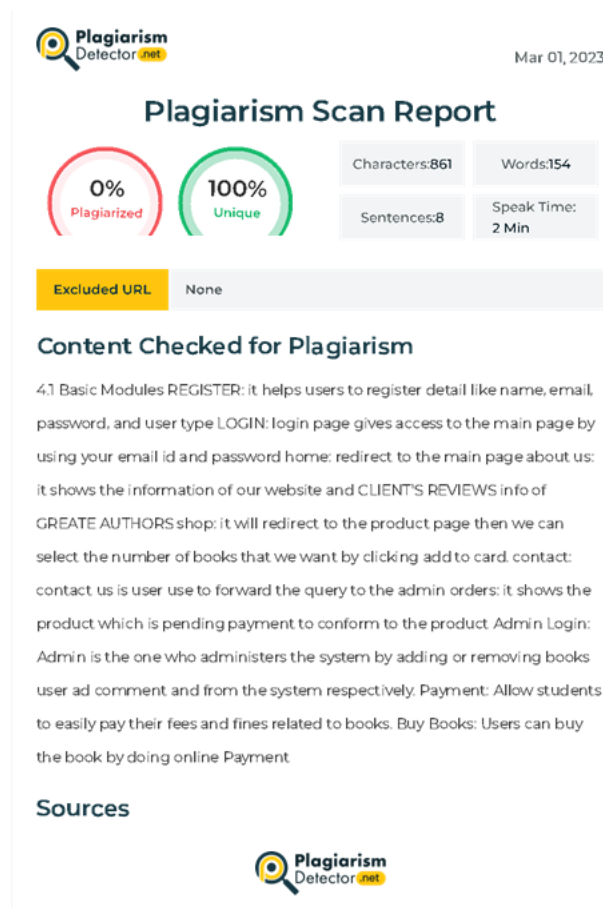 Plagiarism
Detector.net
Mar 01, 2023
Plagiarism Scan Report
0%
Plagiarized
100%
Unique
Characters:861
Words:154
Sentences:8
Speak Time:
2 Min
Excluded URL None
Content Checked for Plagiarism
4.1 Basic Modules REGISTER: it helps users to register detail like name, email,
password, and user type LOGIN: login page gives access to the main page by
using your email id and password home: redirect to the main page about us:
it shows the information of our website and CLIENT'S REVIEWS info of
GREATE AUTHORS shop: it will redirect to the product page then we can
select the number of books that we want by clicking add to card. contact:
contact us is user use to forward the query to the admin orders: it shows the
product which is pending payment to conform to the product Admin Login:
Admin is the one who administers the system by adding or removing books
user ad comment and from the system respectively. Payment: Allow students
to easily pay their fees and fines related to books. Buy Books: Users can buy
the book by doing online Payment
Sources
Plagiarism
Detector.net